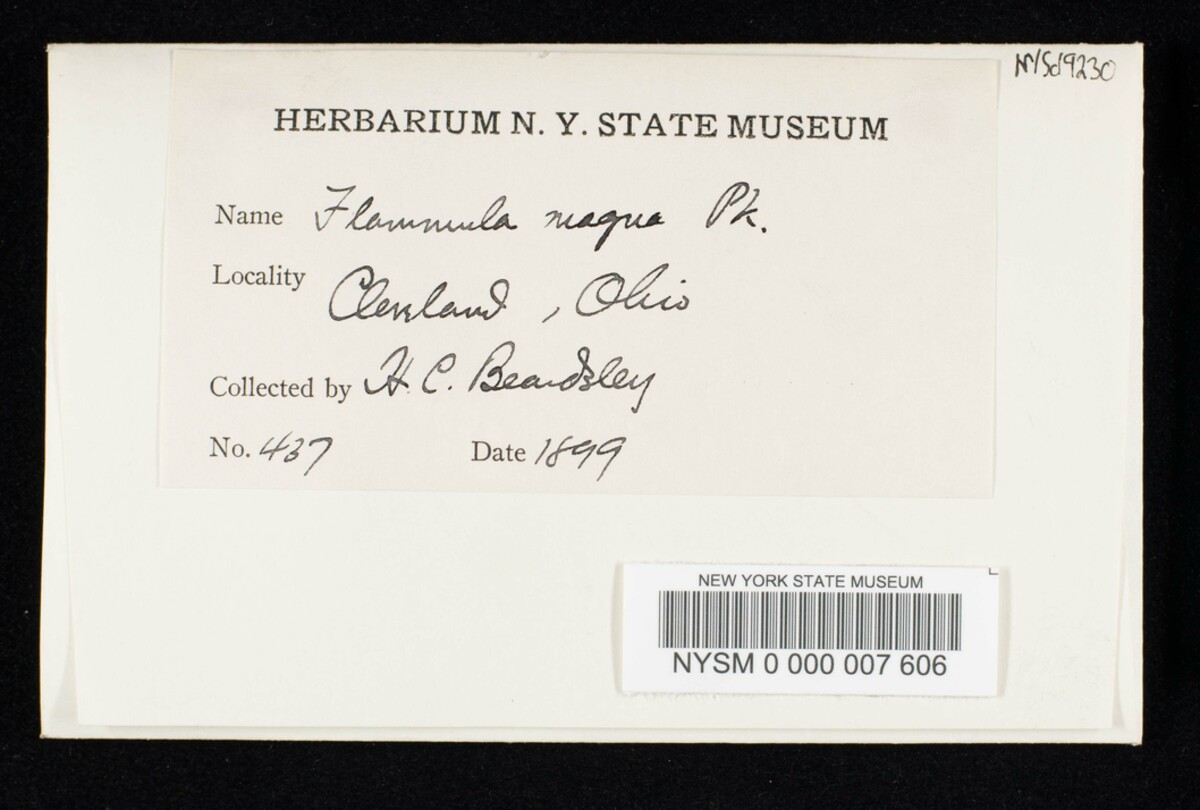 NYSd9230
HERBARIUM N. Y. STATE MUSEUM
Name Flammula magna Pk.
Locality Cleveland, Ohio
Collected by H. C. Beardsley
No. 437 Date 1899
NEW YORK STATE MUSEUM
NYSM 0 000 007 606